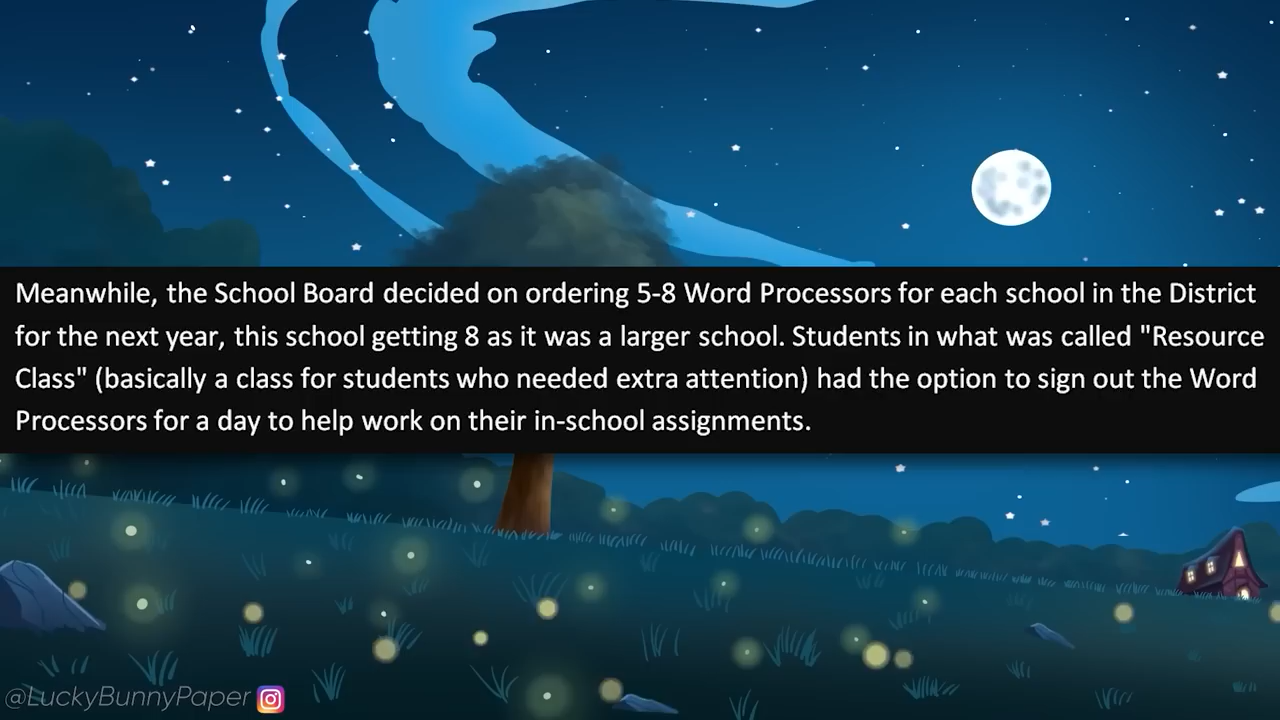 Meanwhile, the School Board decided on ordering 5-8 Word Processors for each school in the District
for the next year, this school getting 8 as it was a larger school. Students in what was called "Resource
Class" (basically a class for students who needed extra attention) had the option to sign out the Word
Processors for a day to help work on their in-school assignments.
@LuckyBunnyPaper